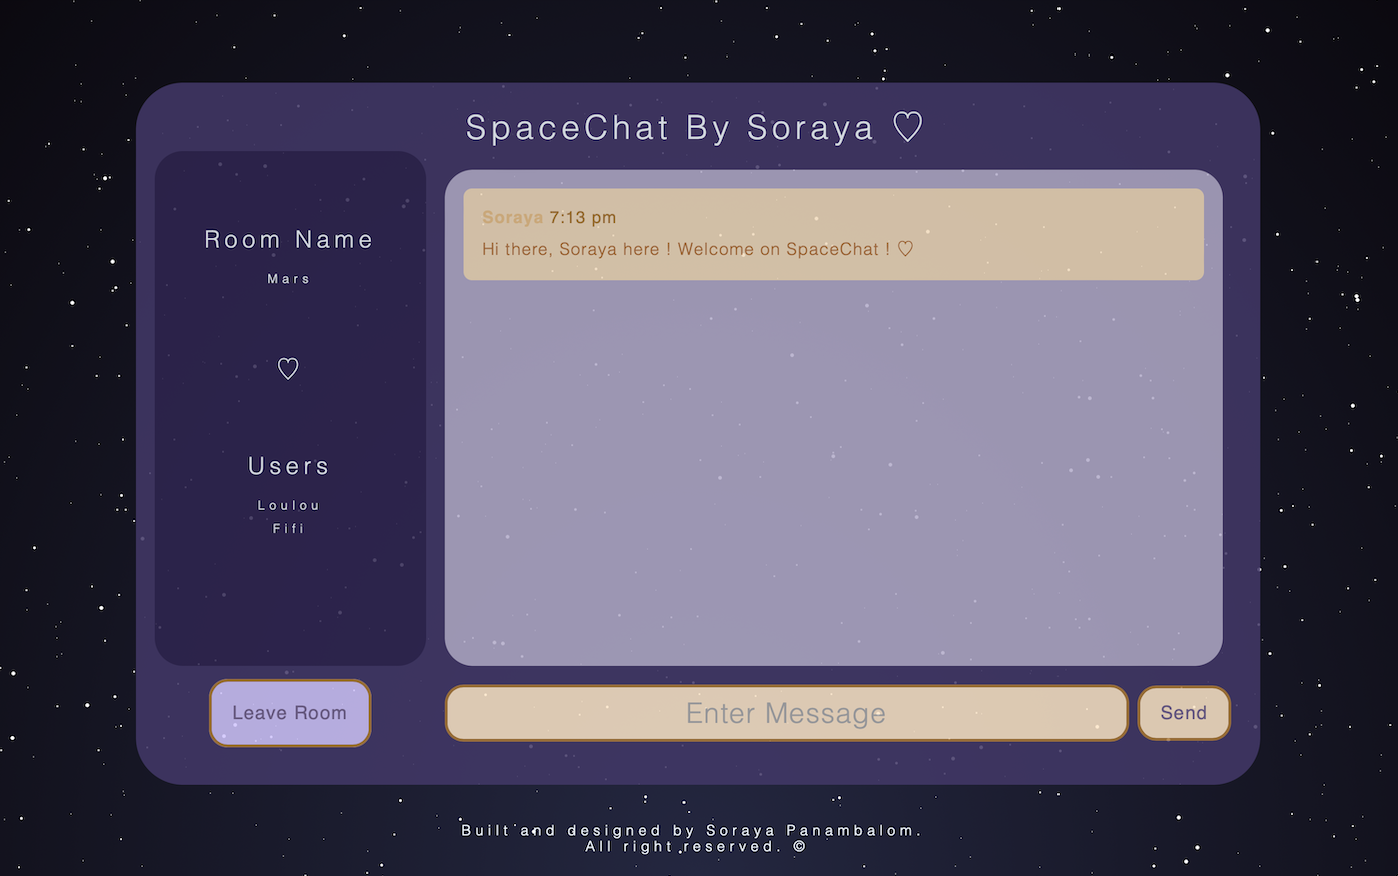 SpaceChat By Soraya ♡
Room Name
Mars
♡
Users
Loulou
Fifi
Leave Room
Soraya 7:13 pm
Hi there, Soraya here ! Welcome on SpaceChat ! ♡
Enter Message
Send
Built and designed by Soraya Panambalom.
All right reserved. ©